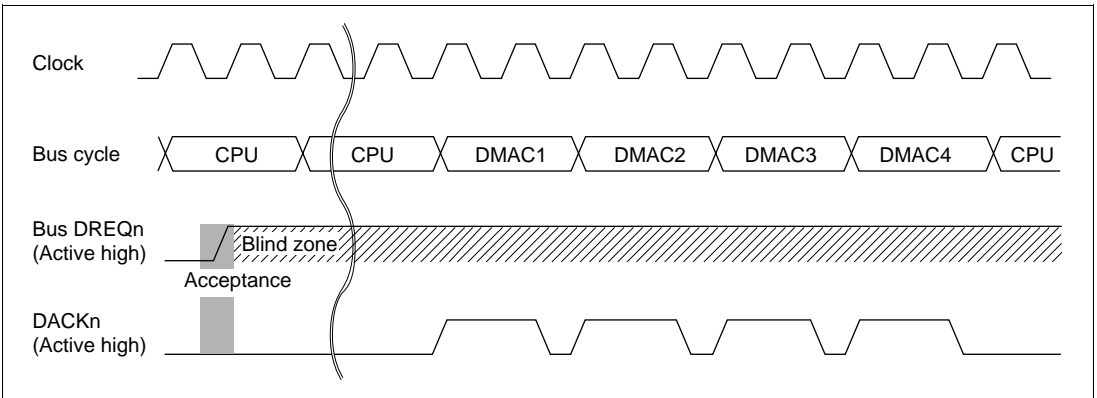 Clock
Bus cycle CPU CPU DMAC1 DMAC2 DMAC3 DMAC4 CPU
Bus DREQn
(Active high)
Blind zone
Acceptance
DACKn
(Active high)